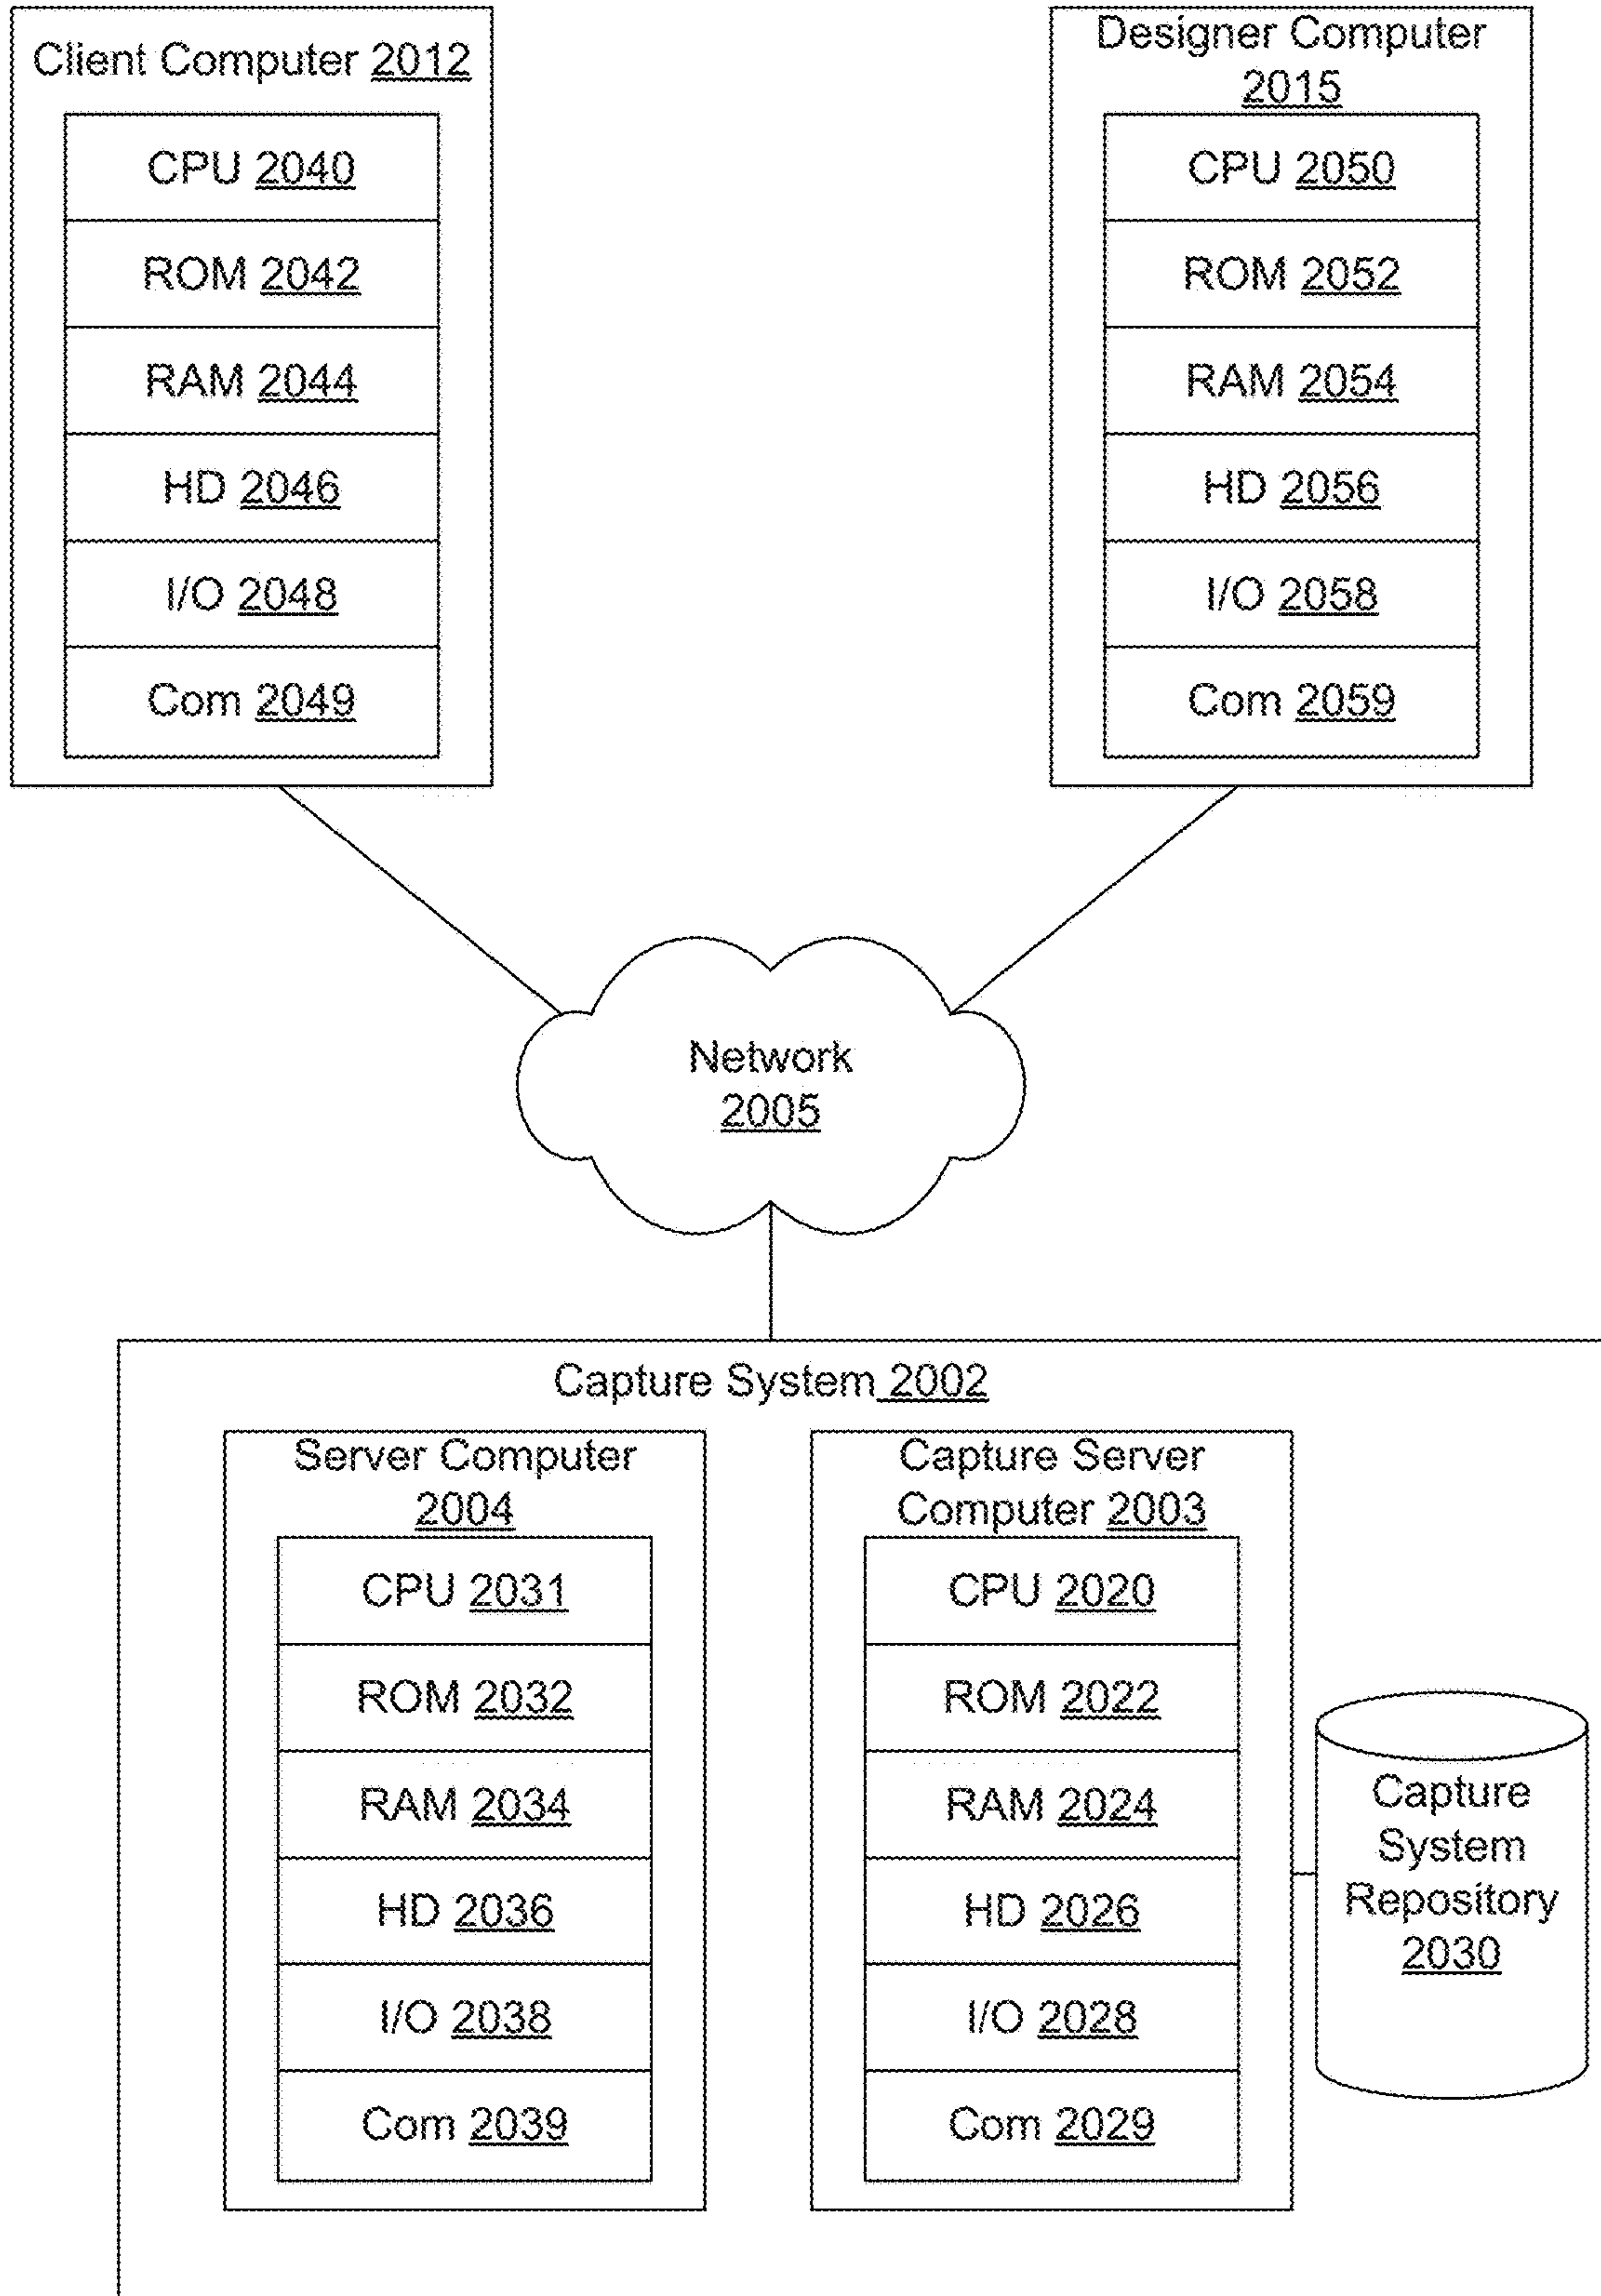 Client Computer 2012
CPU 2040
ROM 2042
RAM 2044
HD 2046
I/O 2048
Com 2049
Designer Computer
2015
CPU 2050
ROM 2052
RAM 2054
HD 2056
I/O 2058
Com 2059
Network
2005
Capture System 2002
Server Computer
2004
CPU 2031
ROM 2032
RAM 2034
HD 2036
I/O 2038
Com 2039
Capture Server
Computer 2003
CPU 2020
ROM 2022
RAM 2024
HD 2026
I/O 2028
Com 2029
Capture
System
Repository
2030